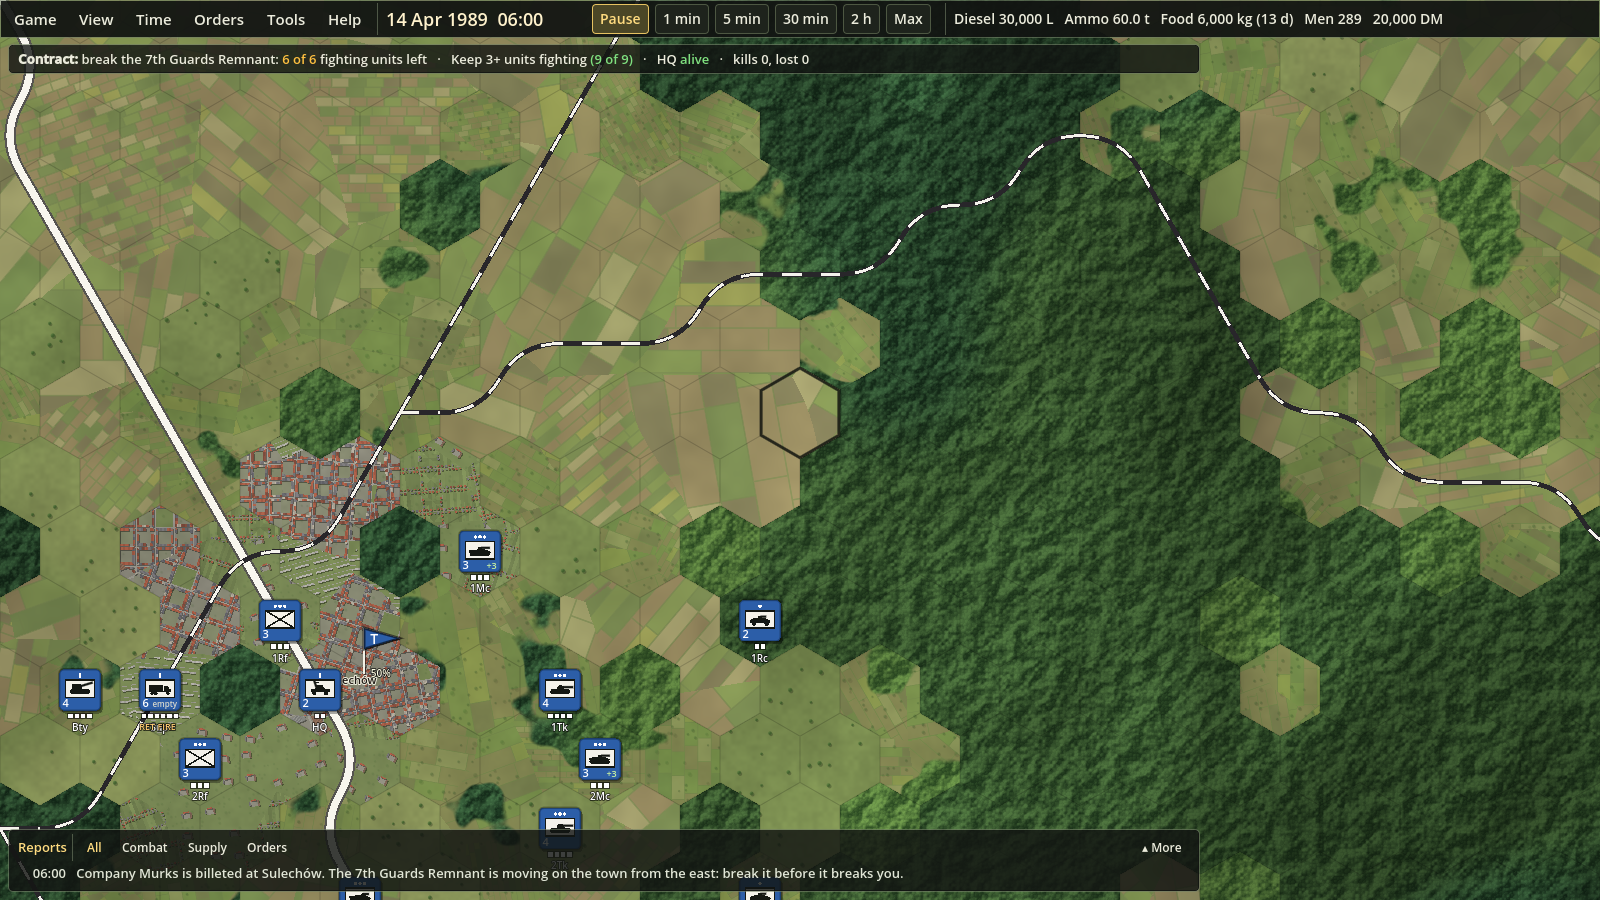 Game View Time Orders Tools Help 14 Apr 1989 06:00 Pause 1 min 5 min 30 min 2 h Max Diesel 30,000 L Ammo 60.0 t Food 6,000 kg (13 d) Men 289 20,000 DM
Contract: break the 7th Guards Remnant: 6 of 6 fighting units left · Keep 3+ units fighting (9 of 9) · HQ alive · kills 0, lost 0
3 +3
1Mc
3
1Rf
2
1Rc
T
50%
4
Bty
6 empty
2
HQ
4
1Tk
3
2Rf
3 +3
2Mc
4
Reports All Combat Supply Orders ▴ More
06:00 Company Murks is billeted at Sulechów. The 7th Guards Remnant is moving on the town from the east: break it before it breaks you.